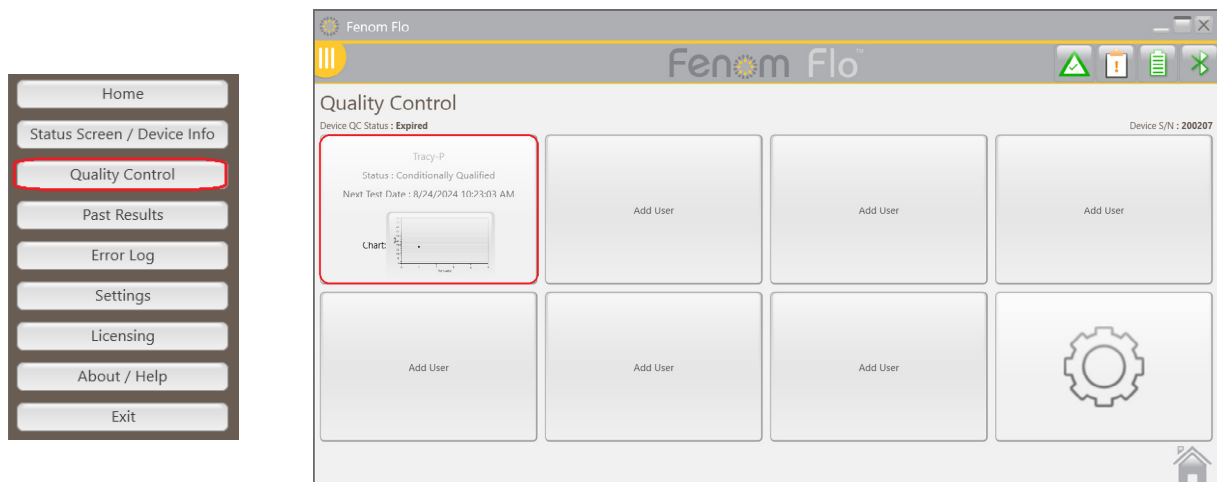 Home
Status Screen / Device Info
Quality Control
Past Results
Error Log
Settings
Licensing
About / Help
Exit
Fenom Flo
Fenom Flo™
Quality Control
Device QC Status : Expired
Device S/N : 200207
Tracy-P
Status : Conditionally Qualified
Next Test Date : 8/24/2024 10:23:03 AM
Chart:
Add User
Add User
Add User
Add User
Add User
Add User